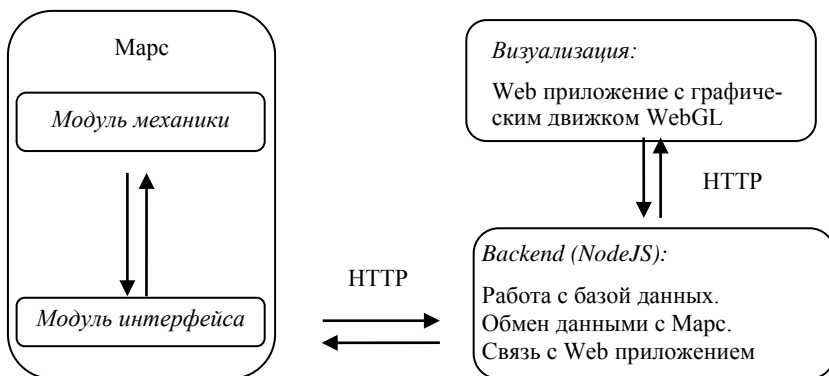 Марс
Модуль механики
Модуль интерфейса
HTTP
Визуализация:
Web приложение с графиче-
ским движком WebGL
HTTP
Backend (NodeJS):
Работа с базой данных.
Обмен данными с Марс.
Связь с Web приложением